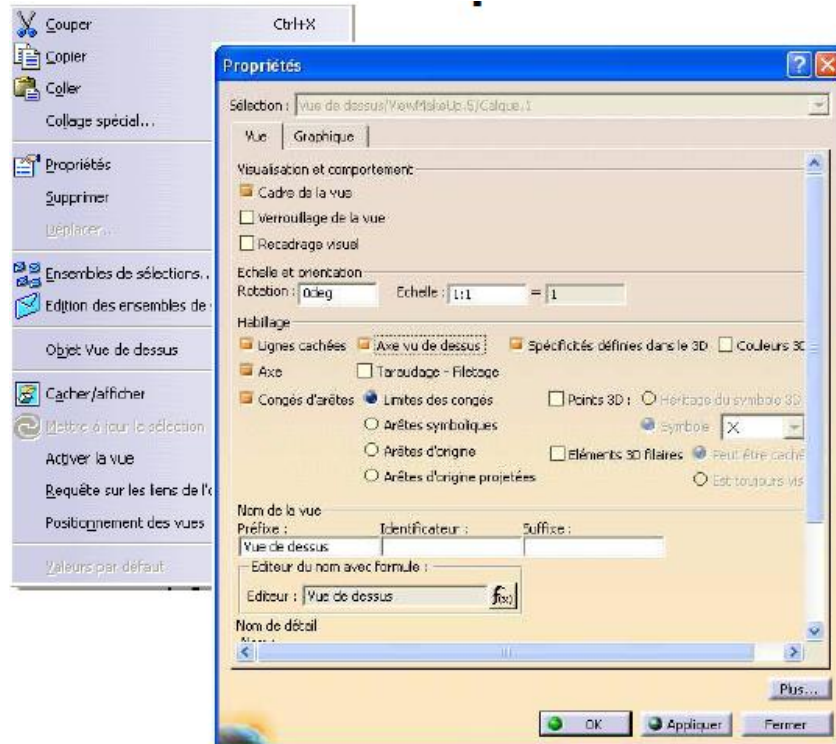 Couper Ctrl+X
Copier
Coller
Collage spécial...
Propriétés
Supprimer
Déplacer...
Ensembles de sélections..
Edition des ensembles de
Objet Vue de dessus
Cacher/afficher
Mettre à jour la sélection
Activer la vue
Requête sur les liens de l'o
Positionnement des vues
Valeurs par défaut
Propriétés
Sélection : Vue de dessus/ViewMakeUp.5/Calque.1
Vue Graphique
Visualisation et comportement
Cadre de la vue
Verrouillage de la vue
Recadrage visuel
Echelle et orientation
Rotation : 0deg Echelle : 1:1 = 1
Habillage
Lignes cachées Axe vu de dessus Spécificités définies dans le 3D Couleurs 3D
Axe Taraudage - Filetage
Congés d'arêtes Limites des congés Points 3D : Héritage du symbole 3D
Arêtes symboliques Symbole X
Arêtes d'origine Eléments 3D filaires Peut être caché
Arêtes d'origine projetées Est toujours vis
Nom de la vue
Préfixe : Identificateur : Suffixe :
Vue de dessus
Editeur du nom avec formule :
Editeur : Vue de dessus f(x)
Nom de détail
Plus...
OK Appliquer Fermer